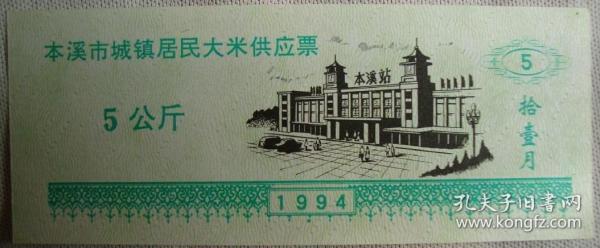 本溪市城镇居民大米供应票
5公斤
本溪站
5
拾壹月
1994
孔夫子旧书网
www.kongfz.com